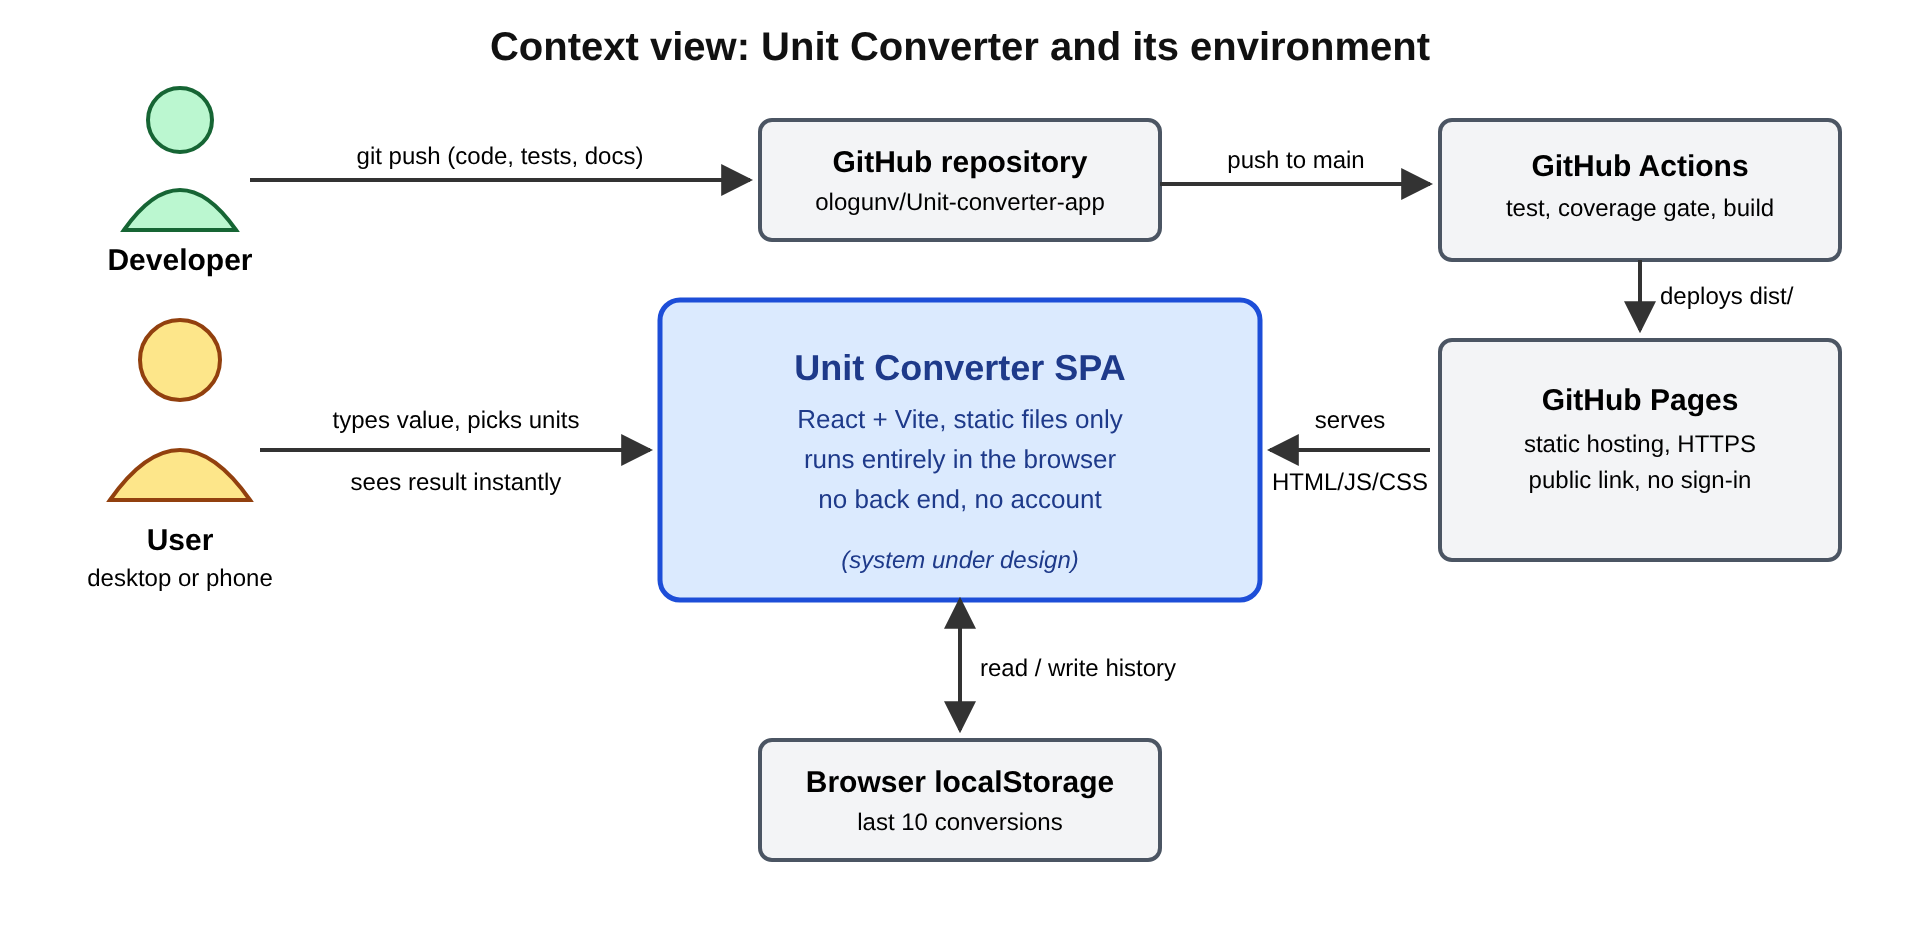 Context view: Unit Converter and its environment
git push (code, tests, docs)
GitHub repository
ologunv/Unit-converter-app
push to main
GitHub Actions
test, coverage gate, build
Developer
deploys dist/
Unit Converter SPA
React + Vite, static files only
runs entirely in the browser
no back end, no account
(system under design)
types value, picks units
sees result instantly
serves
HTML/JS/CSS
GitHub Pages
static hosting, HTTPS
public link, no sign-in
User
desktop or phone
read / write history
Browser localStorage
last 10 conversions